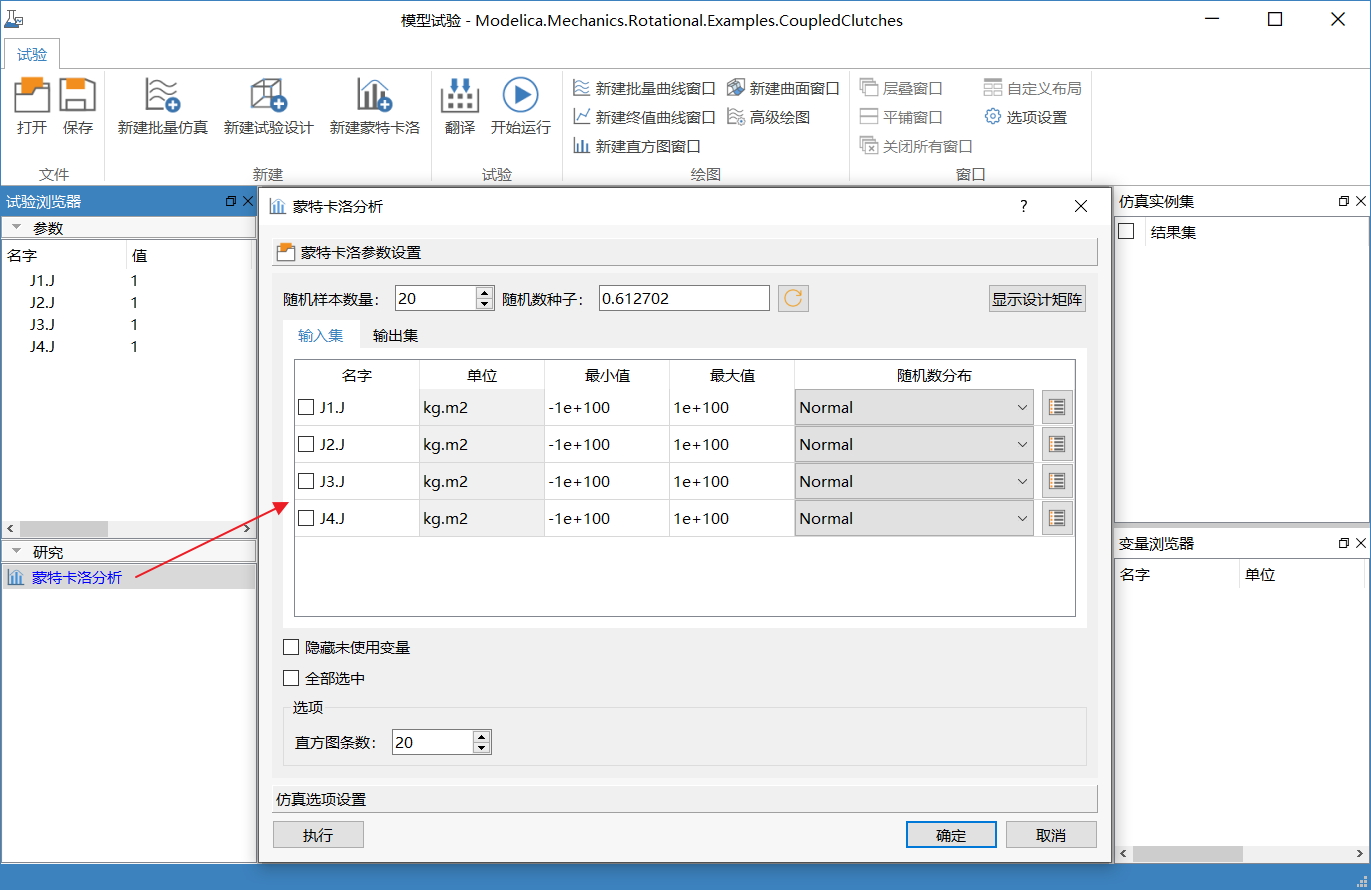 模型试验 - Modelica.Mechanics.Rotational.Examples.CoupledClutches
试验
打开 保存 新建批量仿真 新建试验设计 新建蒙特卡洛 翻译 开始运行
新建批量曲线窗口 新建曲面窗口 层叠窗口 自定义布局
新建终值曲线窗口 高级绘图 平铺窗口 选项设置
新建直方图窗口 关闭所有窗口
文件 新建 试验 绘图 窗口
试验浏览器
参数
名字 值
J1.J 1
J2.J 1
J3.J 1
J4.J 1
研究
蒙特卡洛分析
蒙特卡洛分析 ?
蒙特卡洛参数设置
随机样本数量： 20 随机数种子： 0.612702 显示设计矩阵
输入集 输出集
名字 单位 最小值 最大值 随机数分布
J1.J kg.m2 -1e+100 1e+100 Normal
J2.J kg.m2 -1e+100 1e+100 Normal
J3.J kg.m2 -1e+100 1e+100 Normal
J4.J kg.m2 -1e+100 1e+100 Normal
隐藏未使用变量
全部选中
选项
直方图条数： 20
仿真选项设置
执行 确定 取消
仿真实例集
结果集
变量浏览器
名字 单位